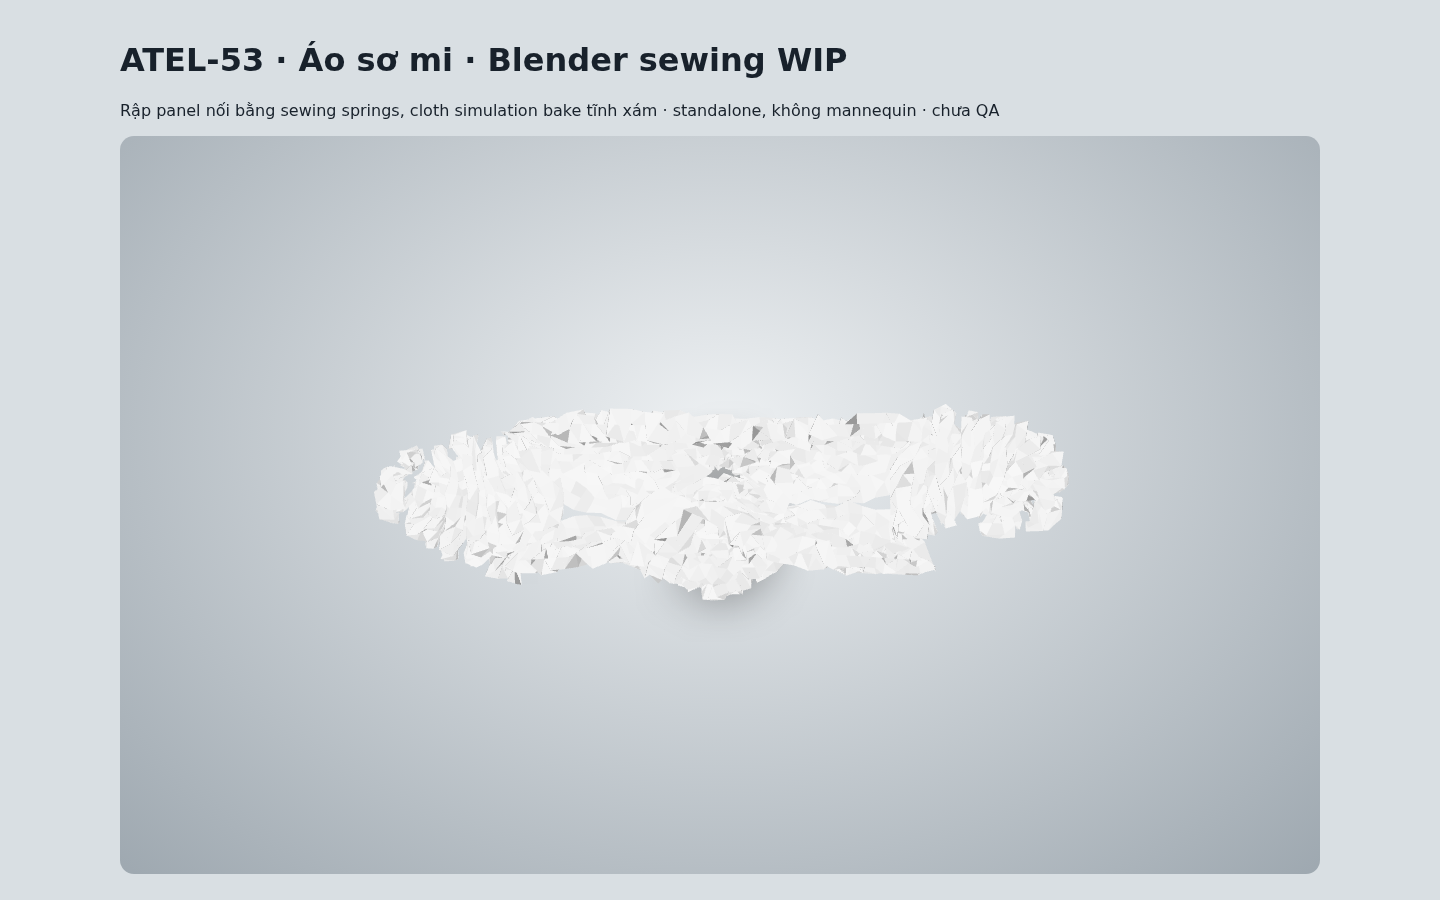 ATEL-53 · Áo sơ mi · Blender sewing WIP
Rập panel nối bằng sewing springs, cloth simulation bake tĩn xám · standalone, không mannequin · chưa QA